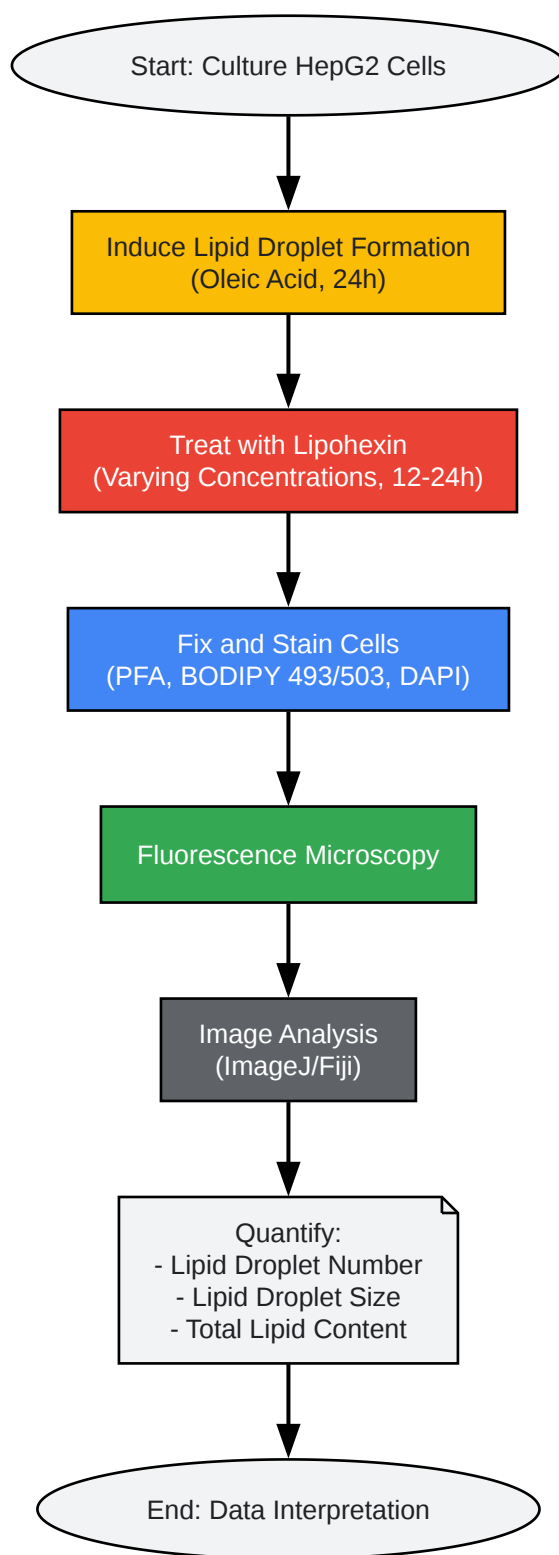 Start: Culture HepG2 Cells
Induce Lipid Droplet Formation
(Oleic Acid, 24h)
Treat with Lipohexin
(Varying Concentrations, 12-24h)
Fix and Stain Cells
(PFA, BODIPY 493/503, DAPI)
Fluorescence Microscopy
Image Analysis
(ImageJ/Fiji)
Quantify:
- Lipid Droplet Number
- Lipid Droplet Size
- Total Lipid Content
End: Data Interpretation